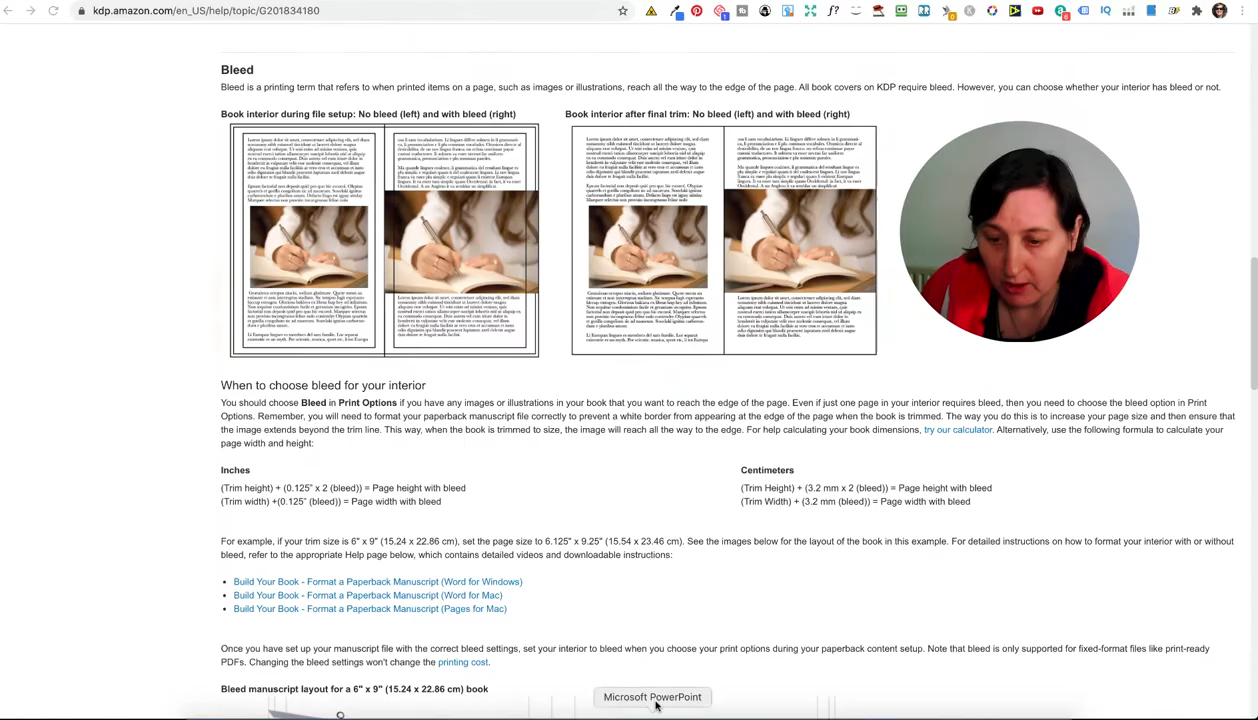 kdp.amazon.com/en_US/help/topic/G201834180
Bleed
Bleed is a printing term that refers to when printed items on a page, such as images or illustrations, reach all the way to the edge of the page. All book covers on KDP require bleed. However, you can choose whether your interior has bleed or not.
Book interior during file setup: No bleed (left) and with bleed (right)
Book interior after final trim: No bleed (left) and with bleed (right)
When to choose bleed for your interior
You should choose Bleed in Print Options if you have any images or illustrations in your book that you want to reach the edge of the page. Even if just one page in your interior requires bleed, then you need to choose the bleed option in Print
Options. Remember, you will need to format your paperback manuscript file correctly to prevent a white border from appearing at the edge of the page when the book is trimmed. The way you do this is to increase your page size and then ensure that
the image extends beyond the trim line. This way, when the book is trimmed to size, the image will reach all the way to the edge. For help calculating your book dimensions, try our calculator. Alternatively, use the following formula to calculate your
page width and height:
Inches
(Trim height) + (0.125" x 2 (bleed)) = Page height with bleed
(Trim width) +(0.125" (bleed)) = Page width with bleed
Centimeters
(Trim Height) + (3.2 mm x 2 (bleed)) = Page height with bleed
(Trim Width) + (3.2 mm (bleed)) = Page width with bleed
For example, if your trim size is 6" x 9" (15.24 x 22.86 cm), set the page size to 6.125" x 9.25" (15.54 x 23.46 cm). See the images below for the layout of the book in this example. For detailed instructions on how to format your interior with or without
bleed, refer to the appropriate Help page below, which contains detailed videos and downloadable instructions:
• Build Your Book - Format a Paperback Manuscript (Word for Windows)
• Build Your Book - Format a Paperback Manuscript (Word for Mac)
• Build Your Book - Format a Paperback Manuscript (Pages for Mac)
Once you have set up your manuscript file with the correct bleed settings, set your interior to bleed when you choose your print options during your paperback content setup. Note that bleed is only supported for fixed-format files like print-ready
PDFs. Changing the bleed settings won't change the printing cost.
Bleed manuscript layout for a 6" x 9" (15.24 x 22.86 cm) book
Microsoft PowerPoint